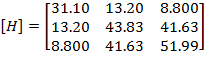 [H] = [31.10 13.20 8.800
13.20 43.83 41.63
8.800 41.63 51.99]